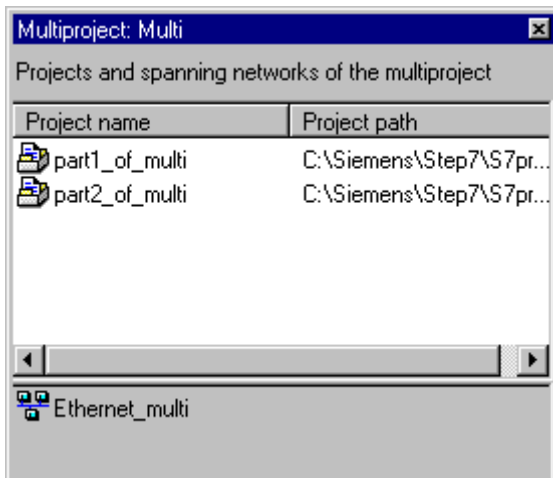 Multiproject: Multi
Projects and spanning networks of the multiproject
Project name Project path
part1_of_multi C:\Siemens\Step7\S7pr...
part2_of_multi C:\Siemens\Step7\S7pr...
Ethernet_multi